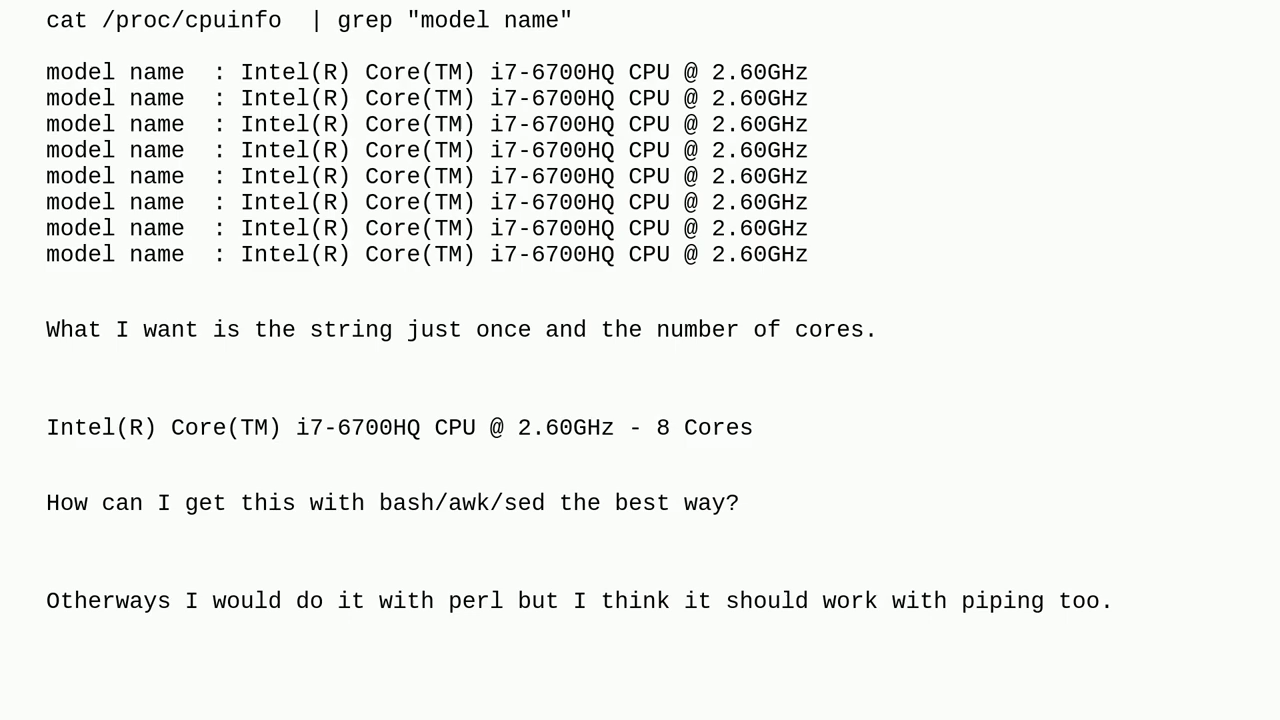 cat /proc/cpuinfo  | grep "model name"
model name  : Intel(R) Core(TM) i7-6700HQ CPU @ 2.60GHz
model name  : Intel(R) Core(TM) i7-6700HQ CPU @ 2.60GHz
model name  : Intel(R) Core(TM) i7-6700HQ CPU @ 2.60GHz
model name  : Intel(R) Core(TM) i7-6700HQ CPU @ 2.60GHz
model name  : Intel(R) Core(TM) i7-6700HQ CPU @ 2.60GHz
model name  : Intel(R) Core(TM) i7-6700HQ CPU @ 2.60GHz
model name  : Intel(R) Core(TM) i7-6700HQ CPU @ 2.60GHz
model name  : Intel(R) Core(TM) i7-6700HQ CPU @ 2.60GHz
What I want is the string just once and the number of cores.
Intel(R) Core(TM) i7-6700HQ CPU @ 2.60GHz - 8 Cores
How can I get this with bash/awk/sed the best way?
Otherways I would do it with perl but I think it should work with piping too.